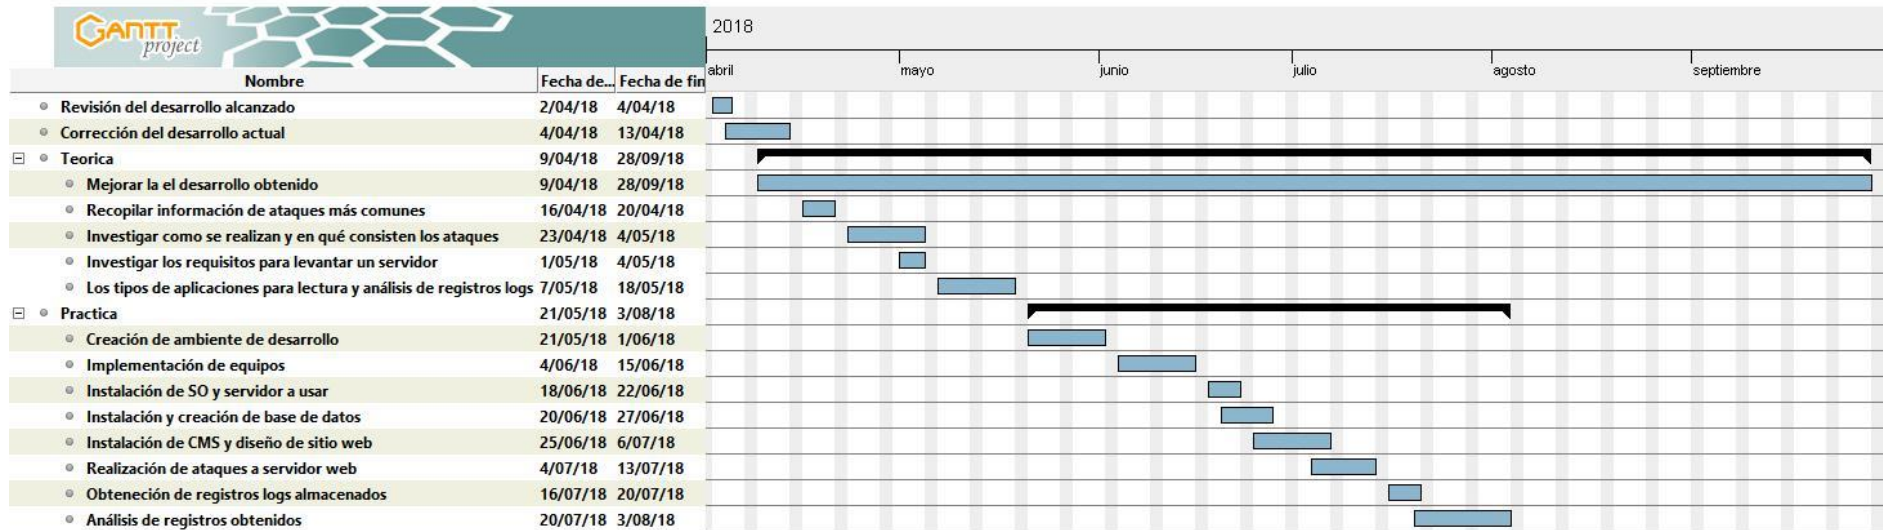 GANTT
project
2018
abril mayo junio julio agosto septiembre
Nombre Fecha de... Fecha de fin
Revisión del desarrollo alcanzado 2/04/18 4/04/18
Corrección del desarrollo actual 4/04/18 13/04/18
Teorica 9/04/18 28/09/18
Mejorar la el desarrollo obtenido 9/04/18 28/09/18
Recopilar información de ataques más comunes 16/04/18 20/04/18
Investigar como se realizan y en qué consisten los ataques 23/04/18 4/05/18
Investigar los requisitos para levantar un servidor 1/05/18 4/05/18
Los tipos de aplicaciones para lectura y análisis de registros logs 7/05/18 18/05/18
Practica 21/05/18 3/08/18
Creación de ambiente de desarrollo 21/05/18 1/06/18
Implementación de equipos 4/06/18 15/06/18
Instalación de SO y servidor a usar 18/06/18 22/06/18
Instalación y creación de base de datos 20/06/18 27/06/18
Instalación de CMS y diseño de sitio web 25/06/18 6/07/18
Realización de ataques a servidor web 4/07/18 13/07/18
Obteneción de registros logs almacenados 16/07/18 20/07/18
Análisis de registros obtenidos 20/07/18 3/08/18